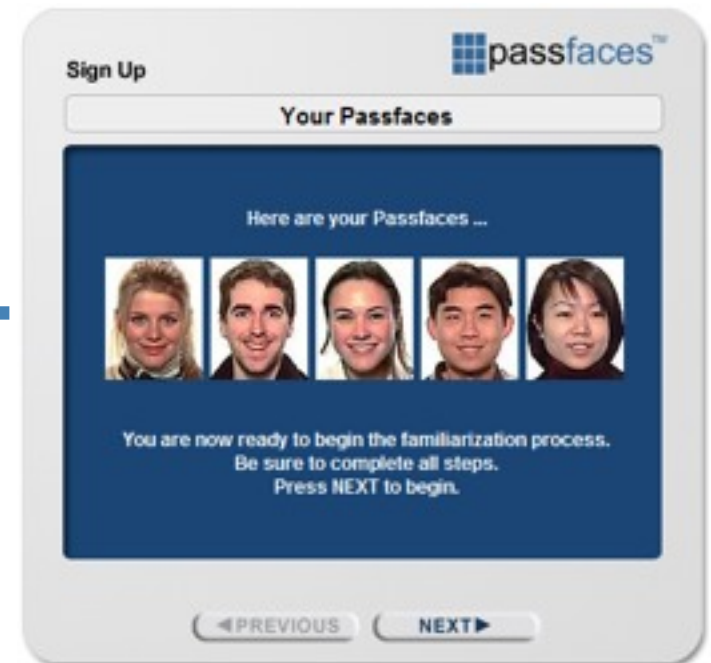 Sign Up
passfaces™
Your Passfaces
Here are your Passfaces ...
You are now ready to begin the familiarization process.
Be sure to complete all steps.
Press NEXT to begin.
◄PREVIOUS
NEXT►